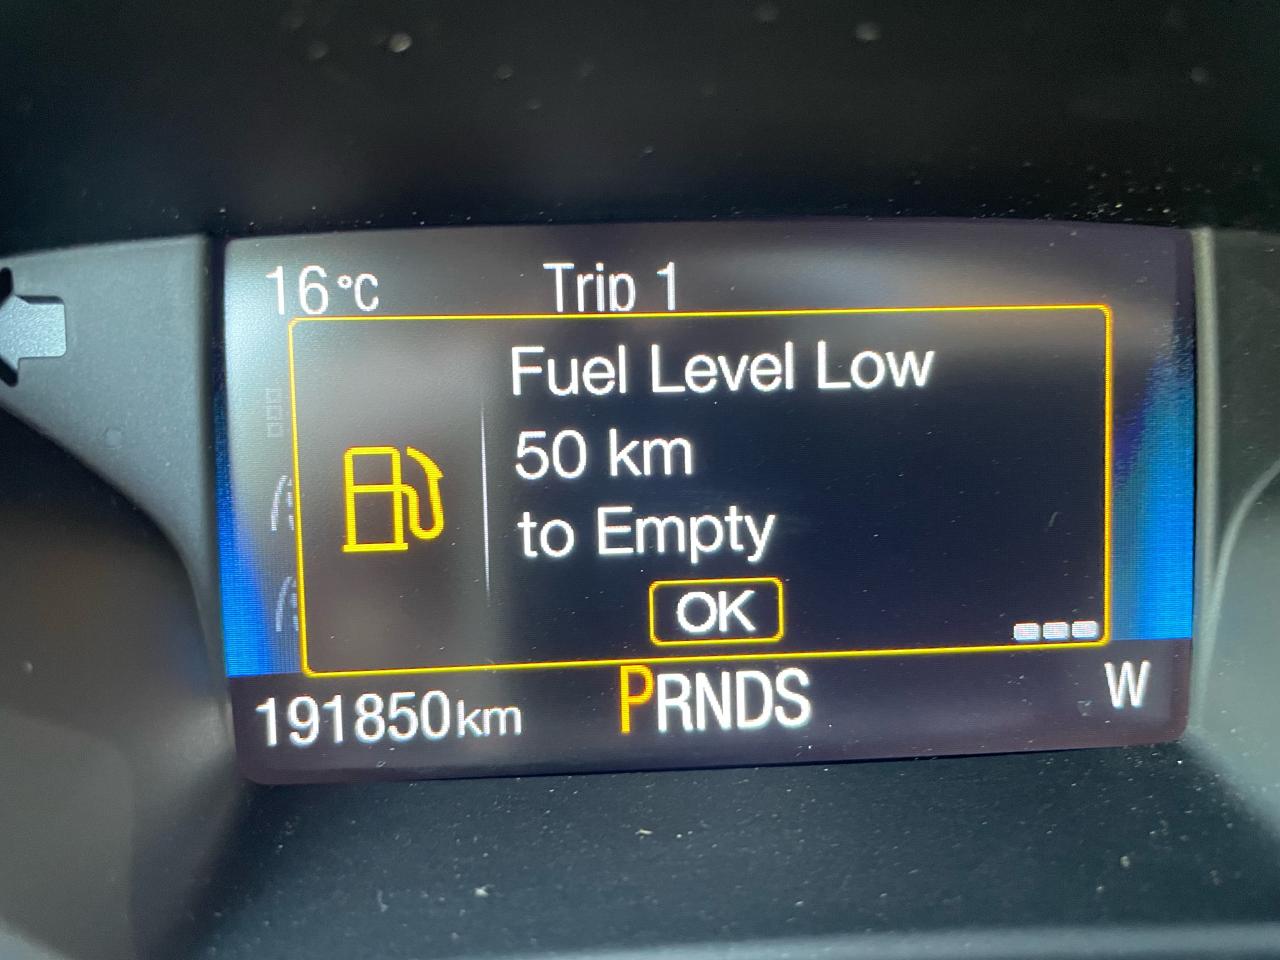 16°C Trip 1
Fuel Level Low
50 km
to Empty
OK
191850km PRNDS W